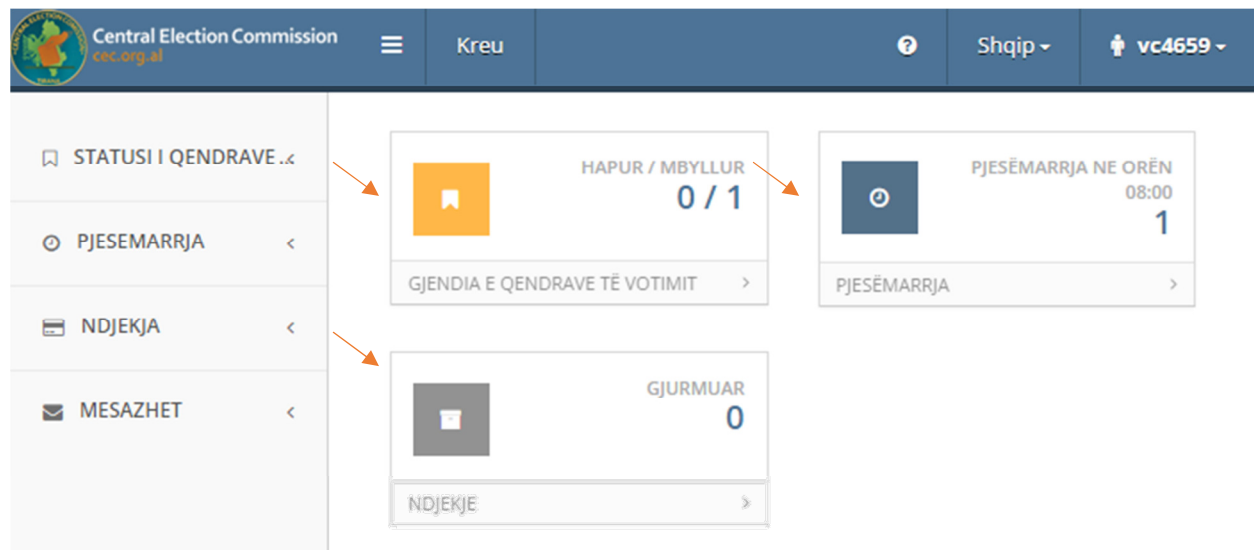 Central Election Commission
cec.org.al
Kreu
Shqip
vc4659
STATUSI I QENDRAVE ..
PJESEMARRJA
NDJEKJA
MESAZHET
HAPUR / MBYLLUR
0 / 1
GJENDIA E QENDRAVE TË VOTIMIT
PJESËMARRJA NE ORËN
08:00
1
PJESËMARRJA
GJURMUAR
0
NDJEKJE